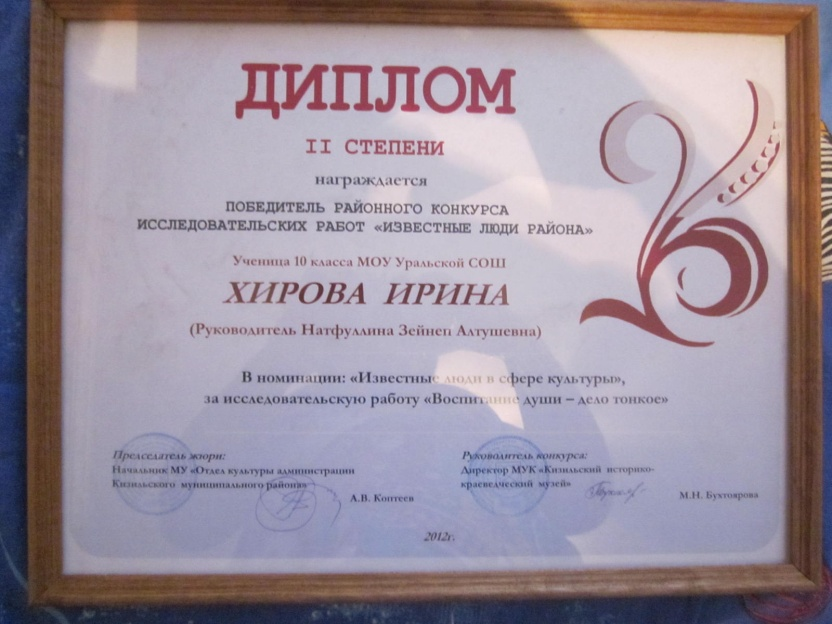 ДИПЛОМ
II СТЕПЕНИ
награждается
ПОБЕДИТЕЛЬ РАЙОННОГО КОНКУРСА
ИССЛЕДОВАТЕЛЬСКИХ РАБОТ «ИЗВЕСТНЫЕ ЛЮДИ РАЙОНА»
Ученица 10 класса МОУ Уральской СОШ
ХИРОВА ИРИНА
(Руководитель Натфуллина Зейнеп Алтушевна)
В номинации: «Известные люди в сфере культуры»,
за исследовательскую работу «Воспитание души – дело тонкое»
Председатель жюри:
Начальник МУ «Отдел культуры администрации
Кизильского муниципального района»
А.В. Коптеев
Руководитель конкурса:
Директор МУК «Кизильский историко-
краеведческий музей»
М.Н. Бухтоярова
2012г.